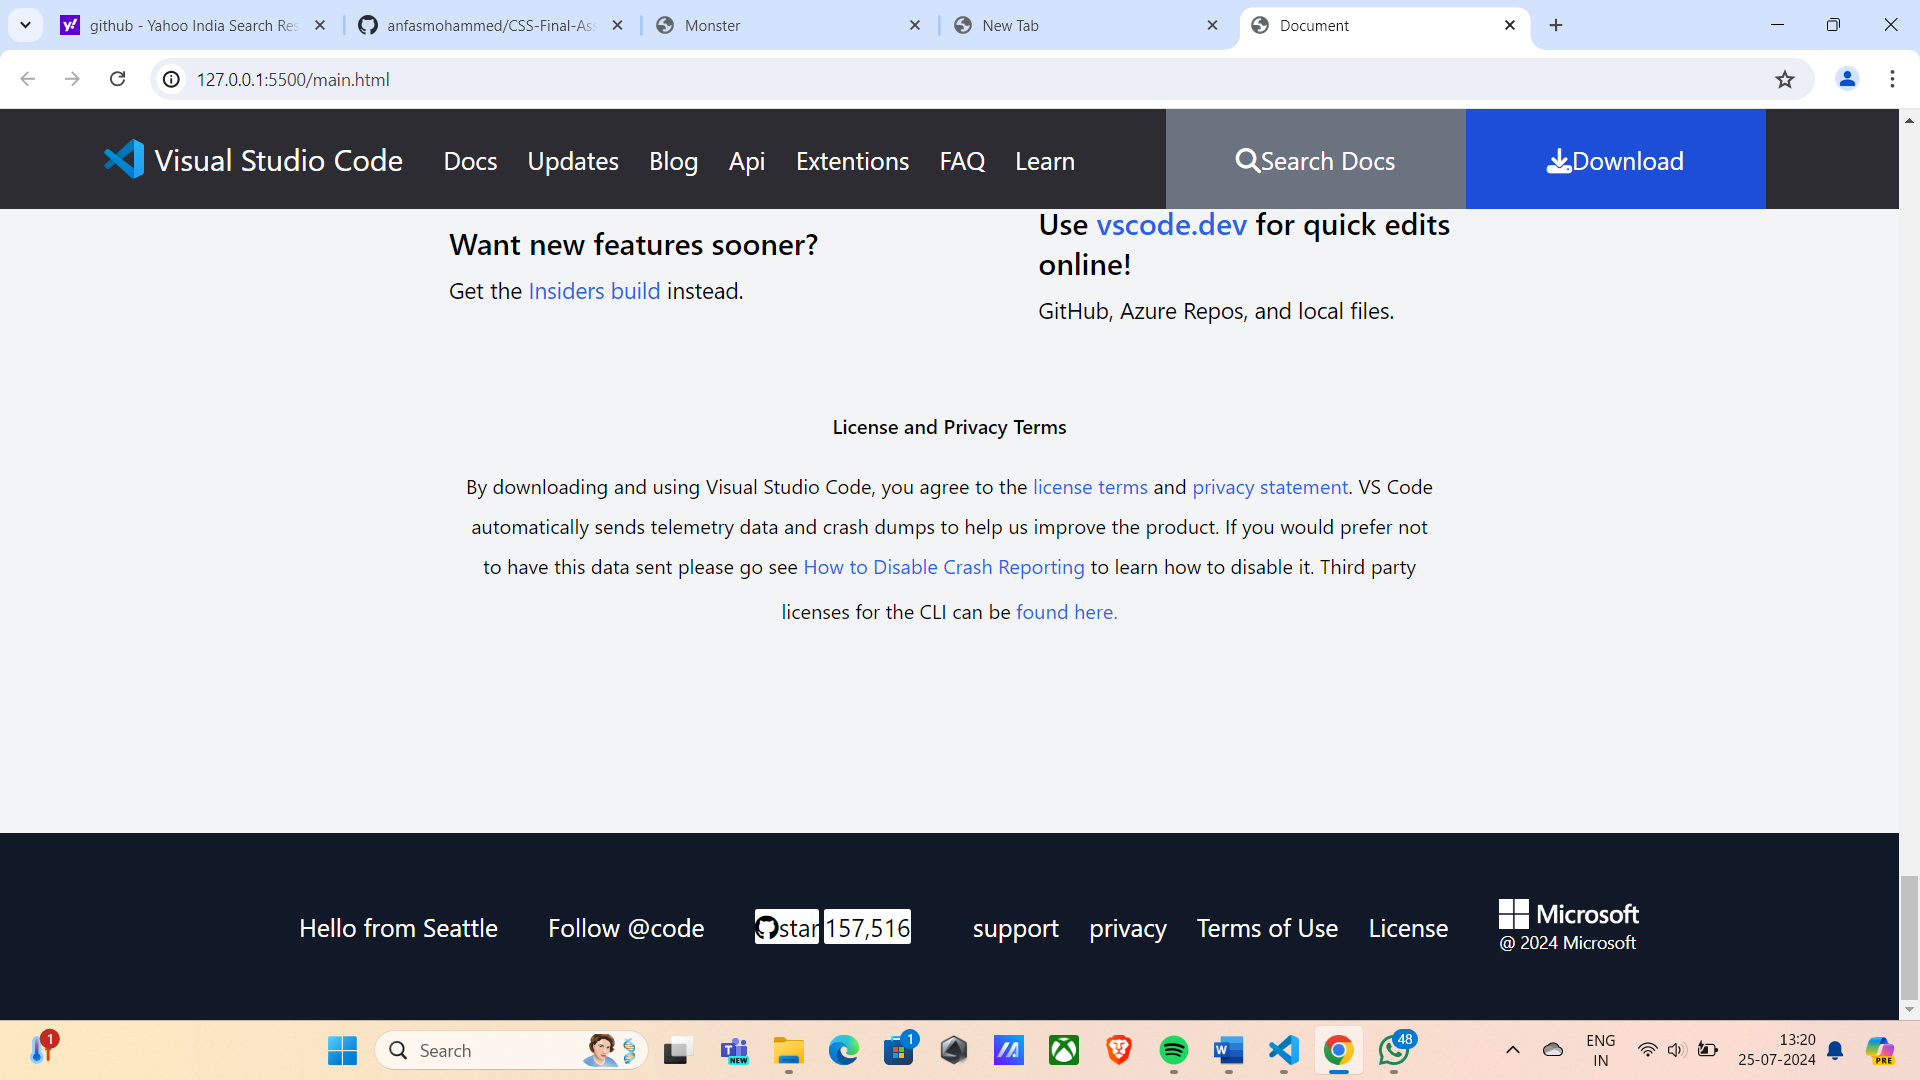 github - Yahoo India Search Res
anfasmohammed/CSS-Final-Ass
Monster
New Tab
Document
127.0.0.1:5500/main.html
Visual Studio Code
Docs
Updates
Blog
Api
Extentions
FAQ
Learn
Search Docs
Download
Want new features sooner?
Get the Insiders build instead.
Use vscode.dev for quick edits
online!
GitHub, Azure Repos, and local files.
License and Privacy Terms
By downloading and using Visual Studio Code, you agree to the license terms and privacy statement. VS Code
automatically sends telemetry data and crash dumps to help us improve the product. If you would prefer not
to have this data sent please go see How to Disable Crash Reporting to learn how to disable it. Third party
licenses for the CLI can be found here.
Hello from Seattle
Follow @code
star 157,516
support
privacy
Terms of Use
License
Microsoft
@ 2024 Microsoft
1
Search
NEW
1
48
ENG
IN
13:20
25-07-2024
PRE